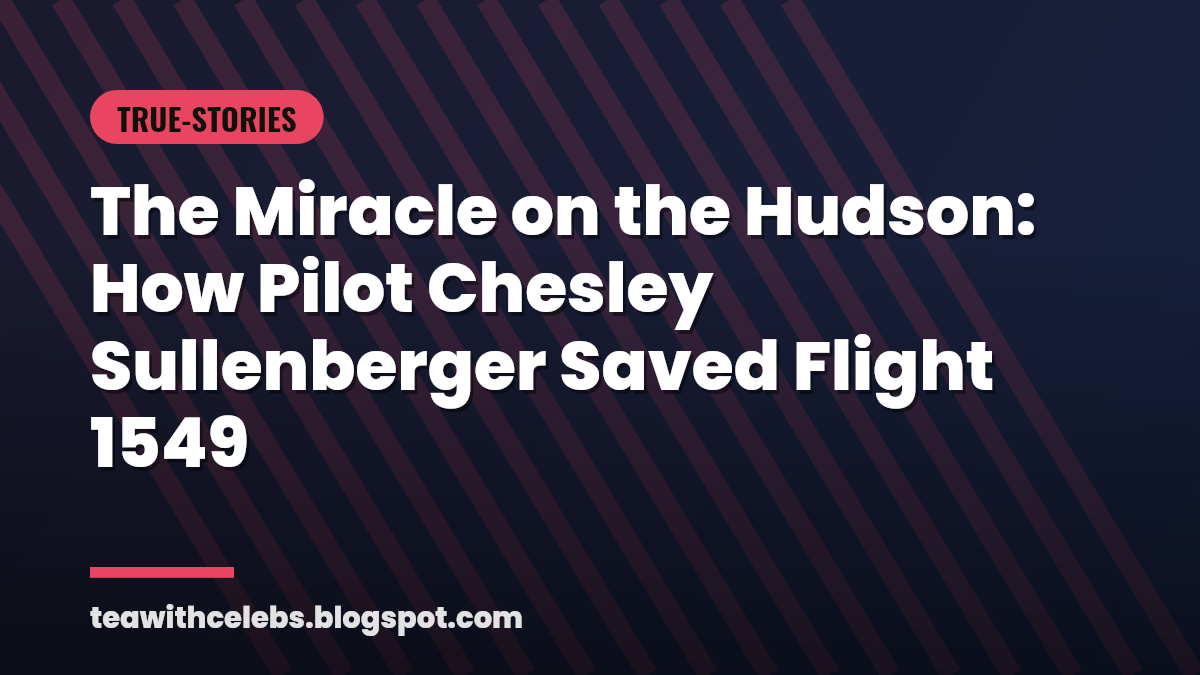 TRUE-STORIES
The Miracle on the Hudson:
How Pilot Chesley
Sullenberger Saved Flight
1549
teawithcelebs.blogspot.com